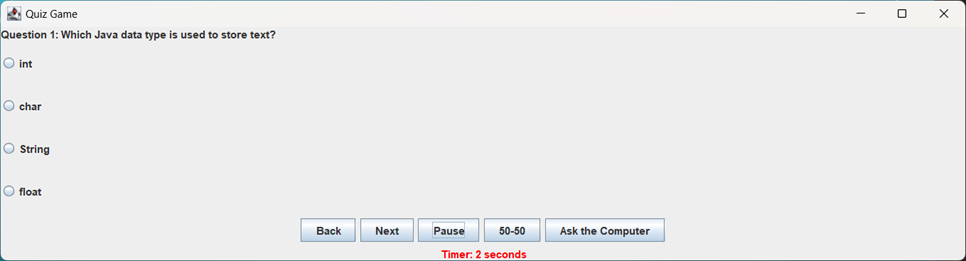 Quiz Game
Question 1: Which Java data type is used to store text?
int
char
String
float
Back Next Pause 50-50 Ask the Computer
Timer: 2 seconds